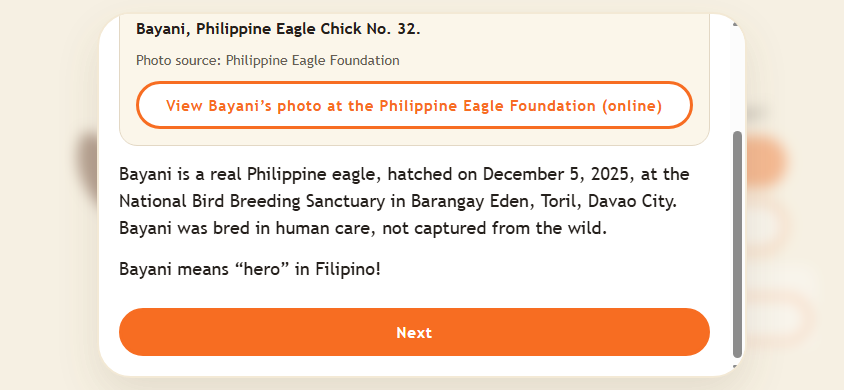 Bayani, Philippine Eagle Chick No. 32.
Photo source: Philippine Eagle Foundation
View Bayani’s photo at the Philippine Eagle Foundation (online)
Bayani is a real Philippine eagle, hatched on December 5, 2025, at the
National Bird Breeding Sanctuary in Barangay Eden, Toril, Davao City.
Bayani was bred in human care, not captured from the wild.
Bayani means “hero” in Filipino!
Next